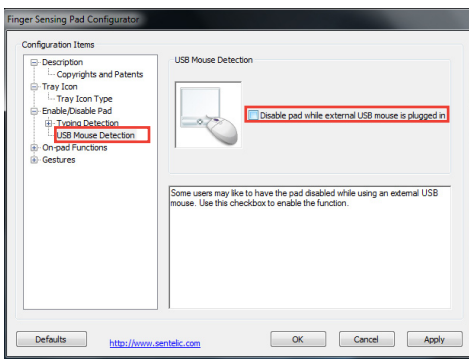 Finger Sensing Pad Configurator
Configuration Items
Description
Copyrights and Patents
Tray Icon
Tray Icon Type
Enable/Disable Pad
Typing Detection
USB Mouse Detection
On-pad Functions
Gestures
USB Mouse Detection
Disable pad while external USB mouse is plugged in
Some users may like to have the pad disabled while using an external USB
mouse. Use this checkbox to enable the function.
Defaults
http://www.sentelic.com
OK
Cancel
Apply